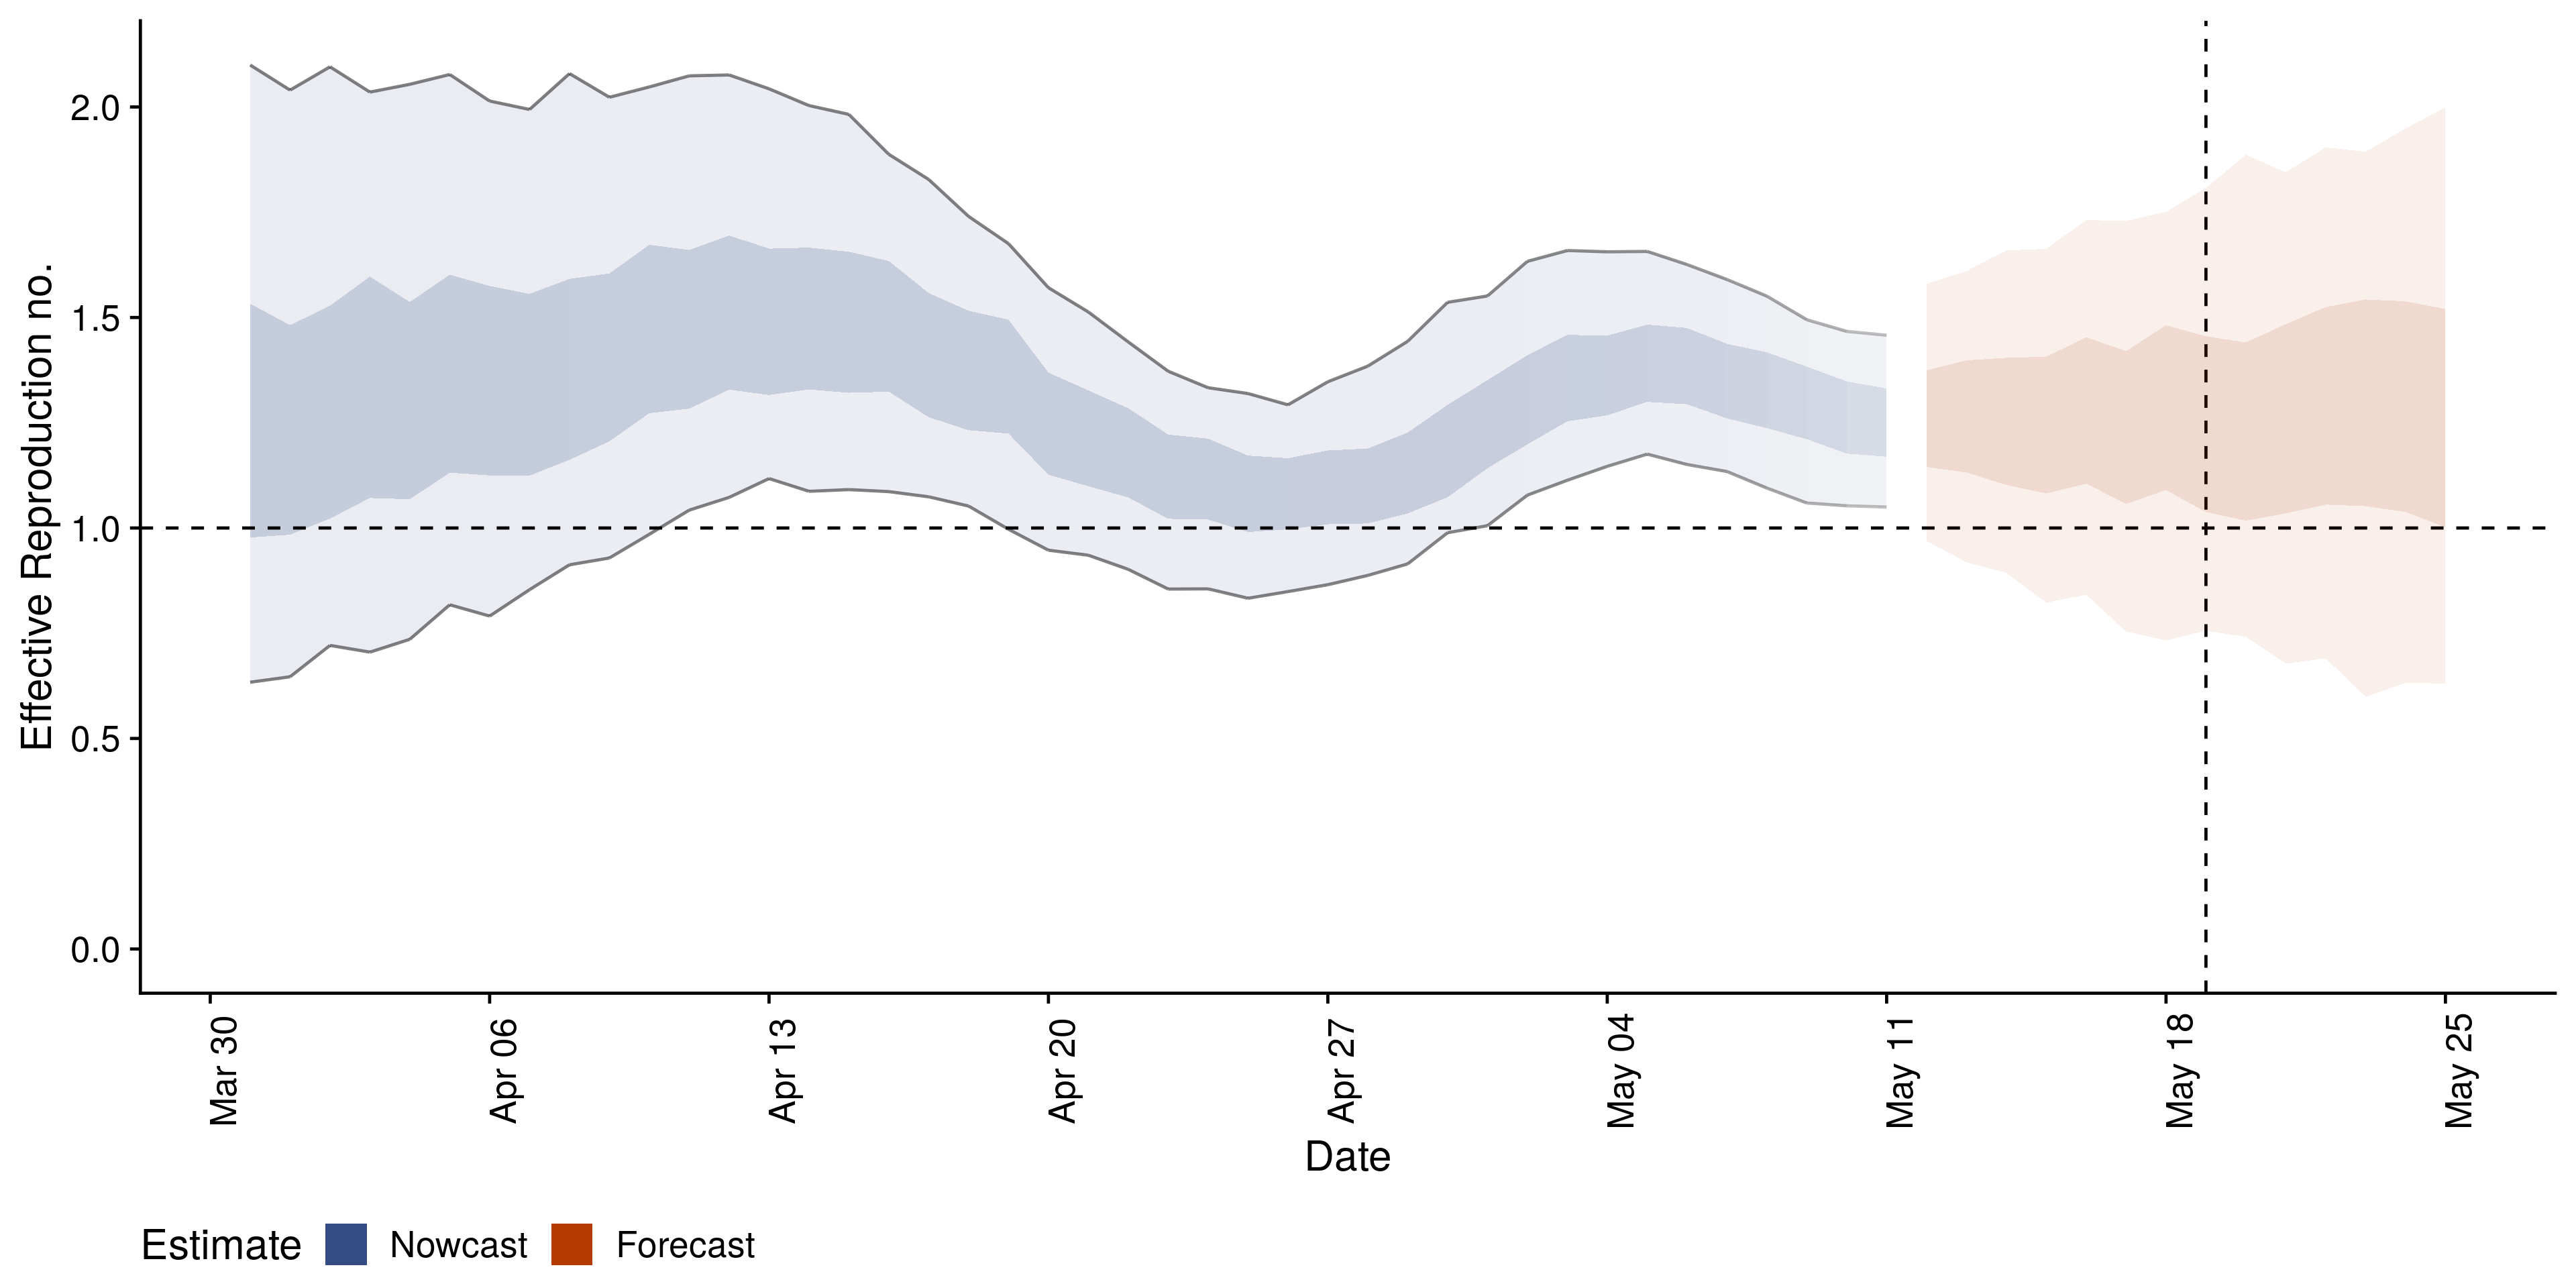 Effective Reproduction no.
2.0
1.5
1.0
0.5
0.0
Mar 30
Apr 06
Apr 13
Apr 20
Apr 27
May 04
May 11
May 18
May 25
Date
Estimate Nowcast Forecast